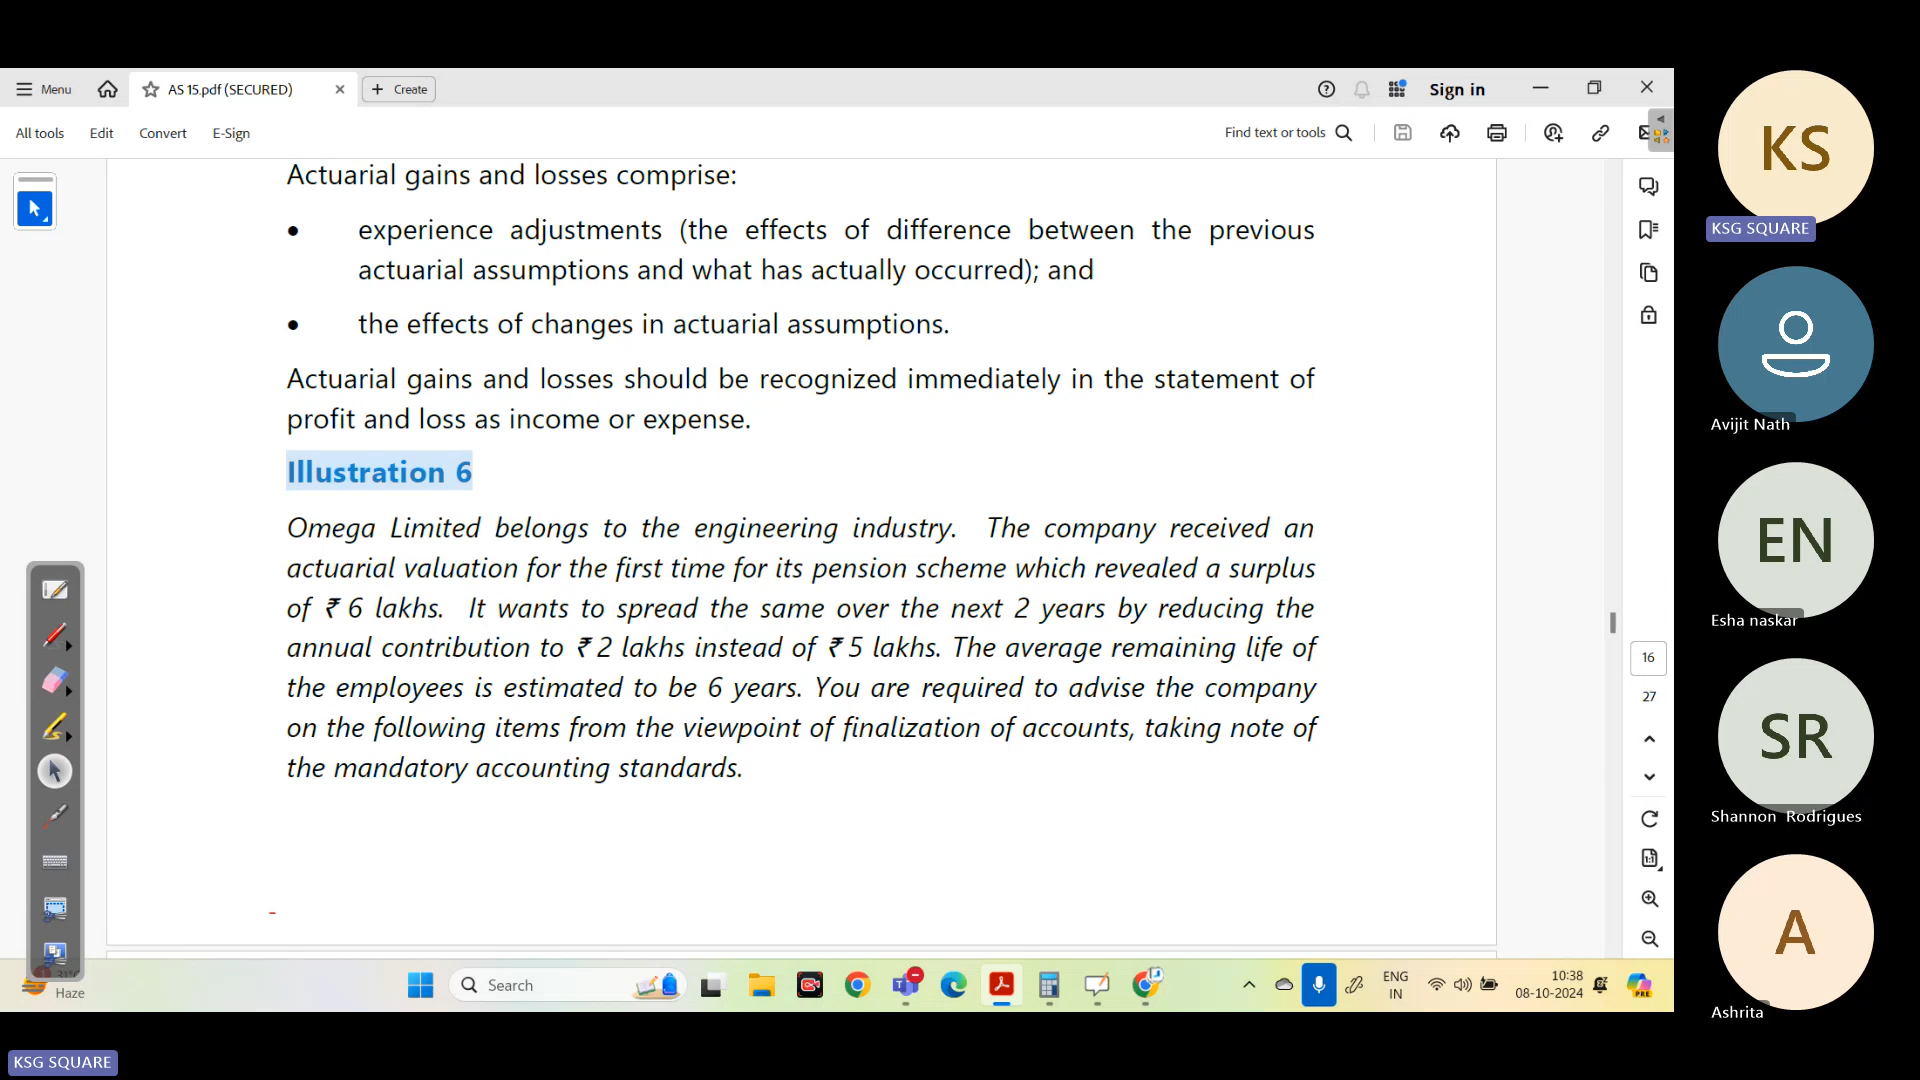 Menu
AS 15.pdf (SECURED)
Create
Sign in
All tools
Edit
Convert
E-Sign
Find text or tools
Actuarial gains and losses comprise:
• experience adjustments (the effects of difference between the previous
actuarial assumptions and what has actually occurred); and
• the effects of changes in actuarial assumptions.
Actuarial gains and losses should be recognized immediately in the statement of
profit and loss as income or expense.
Illustration 6
Omega Limited belongs to the engineering industry. The company received an
actuarial valuation for the first time for its pension scheme which revealed a surplus
of ₹ 6 lakhs. It wants to spread the same over the next 2 years by reducing the
annual contribution to ₹ 2 lakhs instead of ₹ 5 lakhs. The average remaining life of
the employees is estimated to be 6 years. You are required to advise the company
on the following items from the viewpoint of finalization of accounts, taking note of
the mandatory accounting standards.
16
27
KS
KSG SQUARE
Avijit Nath
EN
Esha naskar
SR
Shannon Rodrigues
A
Ashrita
31°C
Haze
Search
ENG
IN
10:38
08-10-2024
PRE
KSG SQUARE